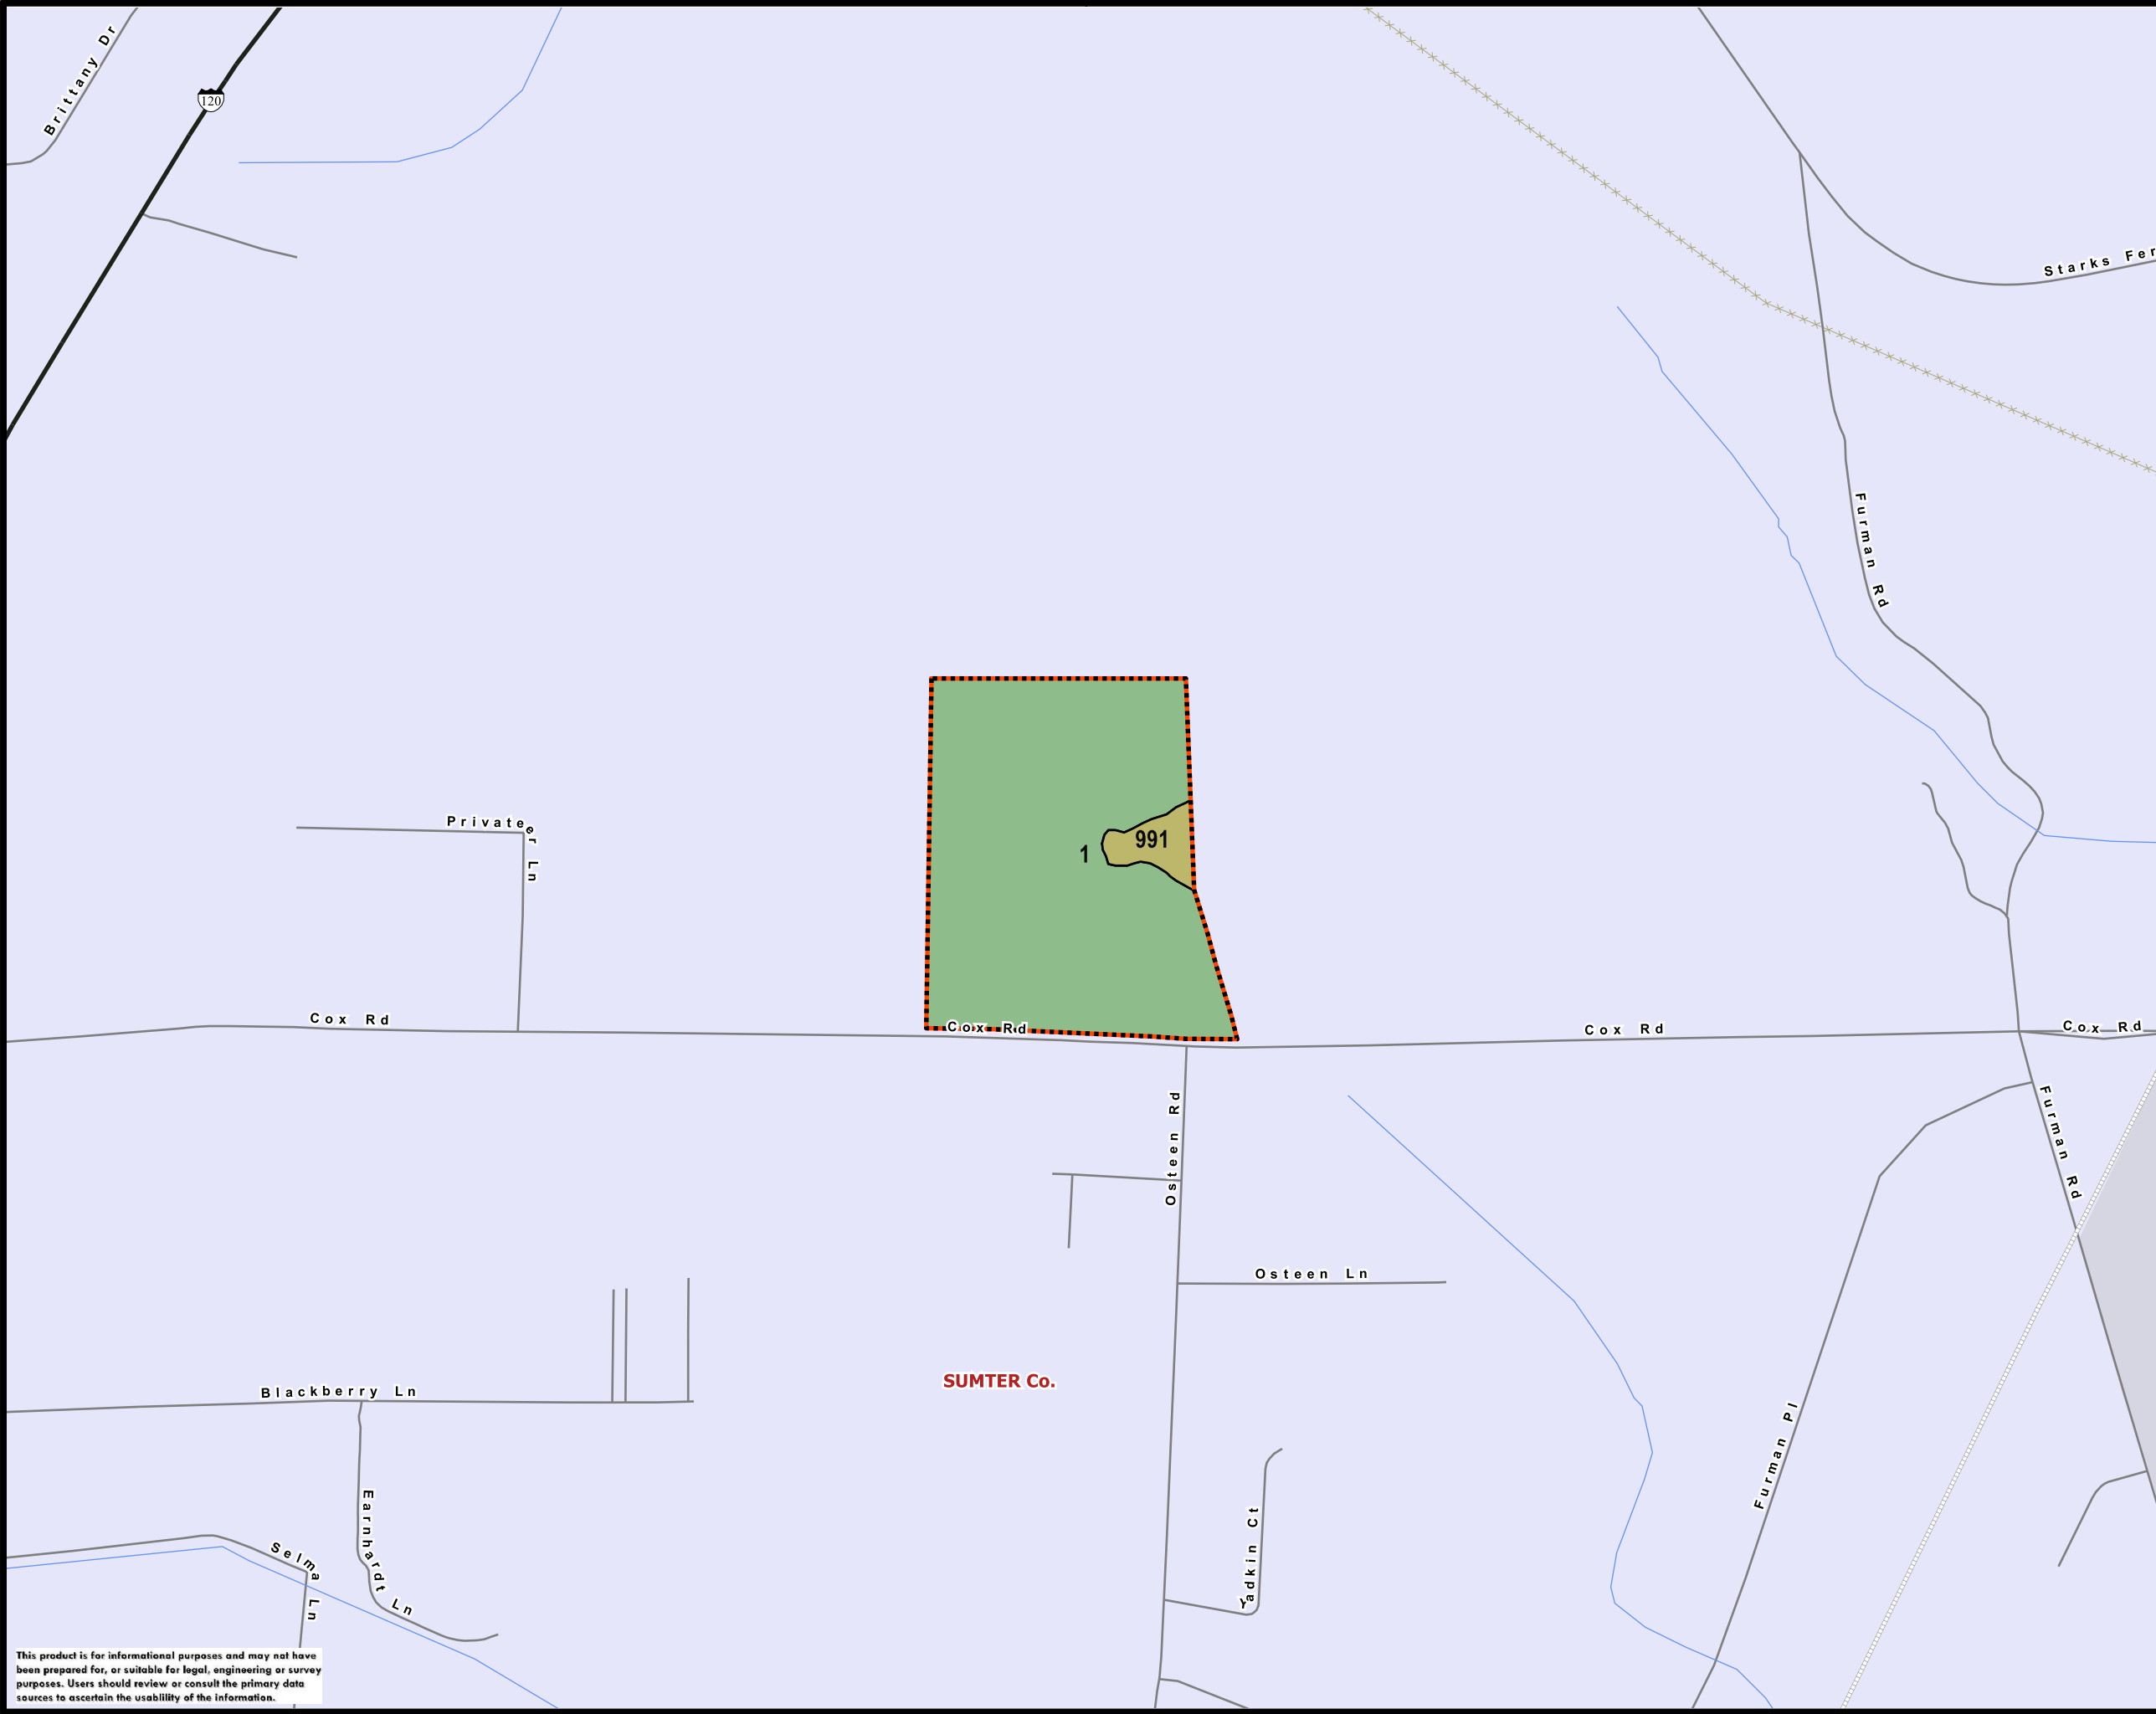 Brittany Dr
120
Starks Fer
Furman Rd
Privateer Ln
991
1
Cox Rd
Cox Rd
Cox Rd
Cox Rd
Osteen Rd
Furman Rd
Osteen Ln
SUMTER Co.
Blackberry Ln
Furman Pl
Earnhardt Ln
Yadkin Ct
Selma Ln
This product is for informational purposes and may not have
been prepared for, or suitable for legal, engineering or survey
purposes. Users should review or consult the primary data
sources to ascertain the usablility of the information.